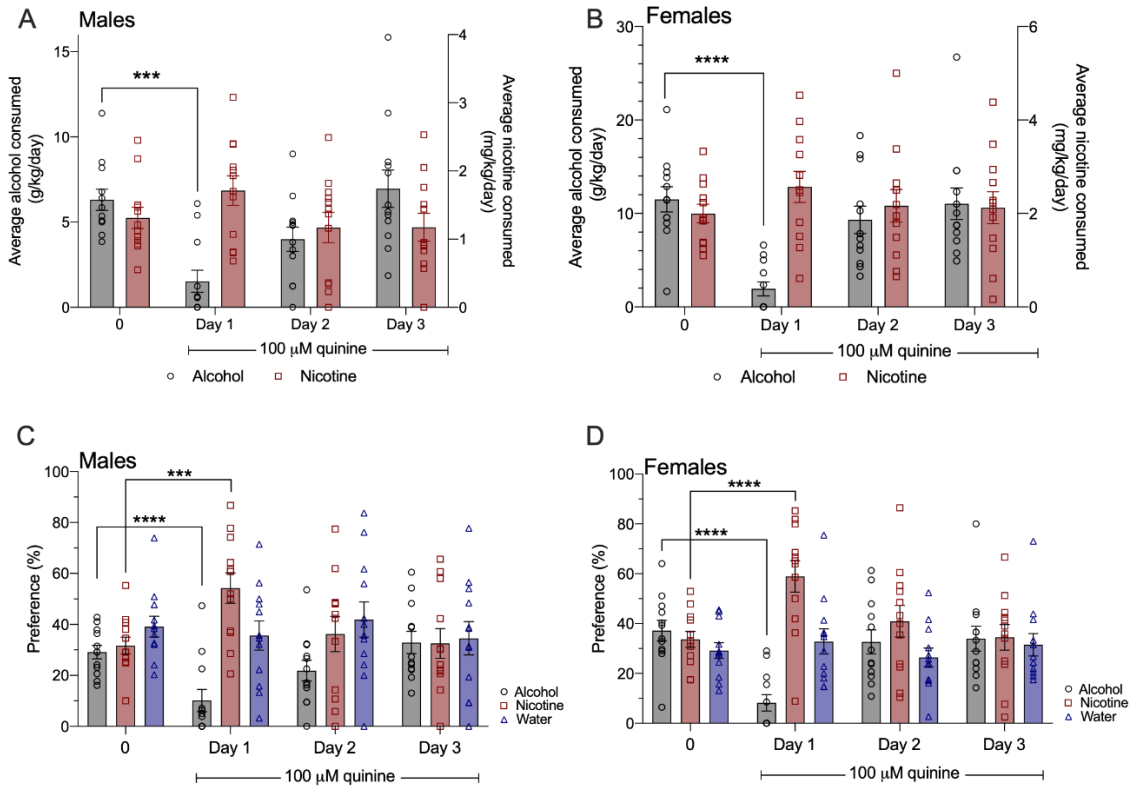 A
Males
Average alcohol consumed
(g/kg/day)
15
10
5
0
***
4
3
2
1
0
Average nicotine consumed
(mg/kg/day)
0
Day 1
Day 2
Day 3
100 μM quinine
Alcohol
Nicotine
B
Females
Average alcohol consumed
(g/kg/day)
30
26
22
18
14
10
6
0
****
6
4
2
0
Average nicotine consumed
(mg/kg/day)
0
Day 1
Day 2
Day 3
100 μM quinine
Alcohol
Nicotine
C
Males
Preference (%)
100
80
60
40
20
0
***
****
0
Day 1
Day 2
Day 3
100 μM quinine
Alcohol
Nicotine
Water
D
Females
Preference (%)
100
80
60
40
20
0
****
****
0
Day 1
Day 2
Day 3
100 μM quinine
Alcohol
Nicotine
Water